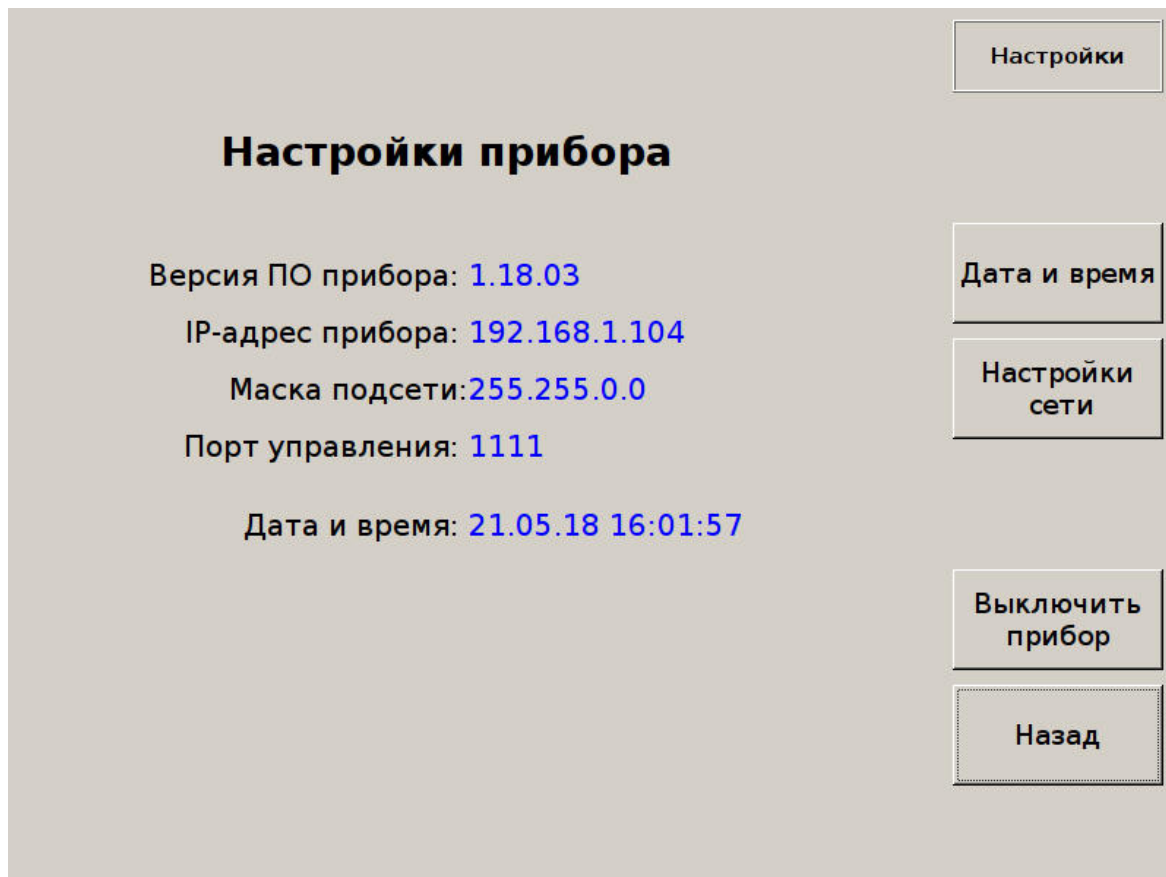 Настройки
Настройки прибора
Версия ПО прибора: 1.18.03
IP-адрес прибора: 192.168.1.104
Маска подсети:255.255.0.0
Порт управления: 1111
Дата и время: 21.05.18 16:01:57
Дата и время
Настройки
сети
Выключить
прибор
Назад